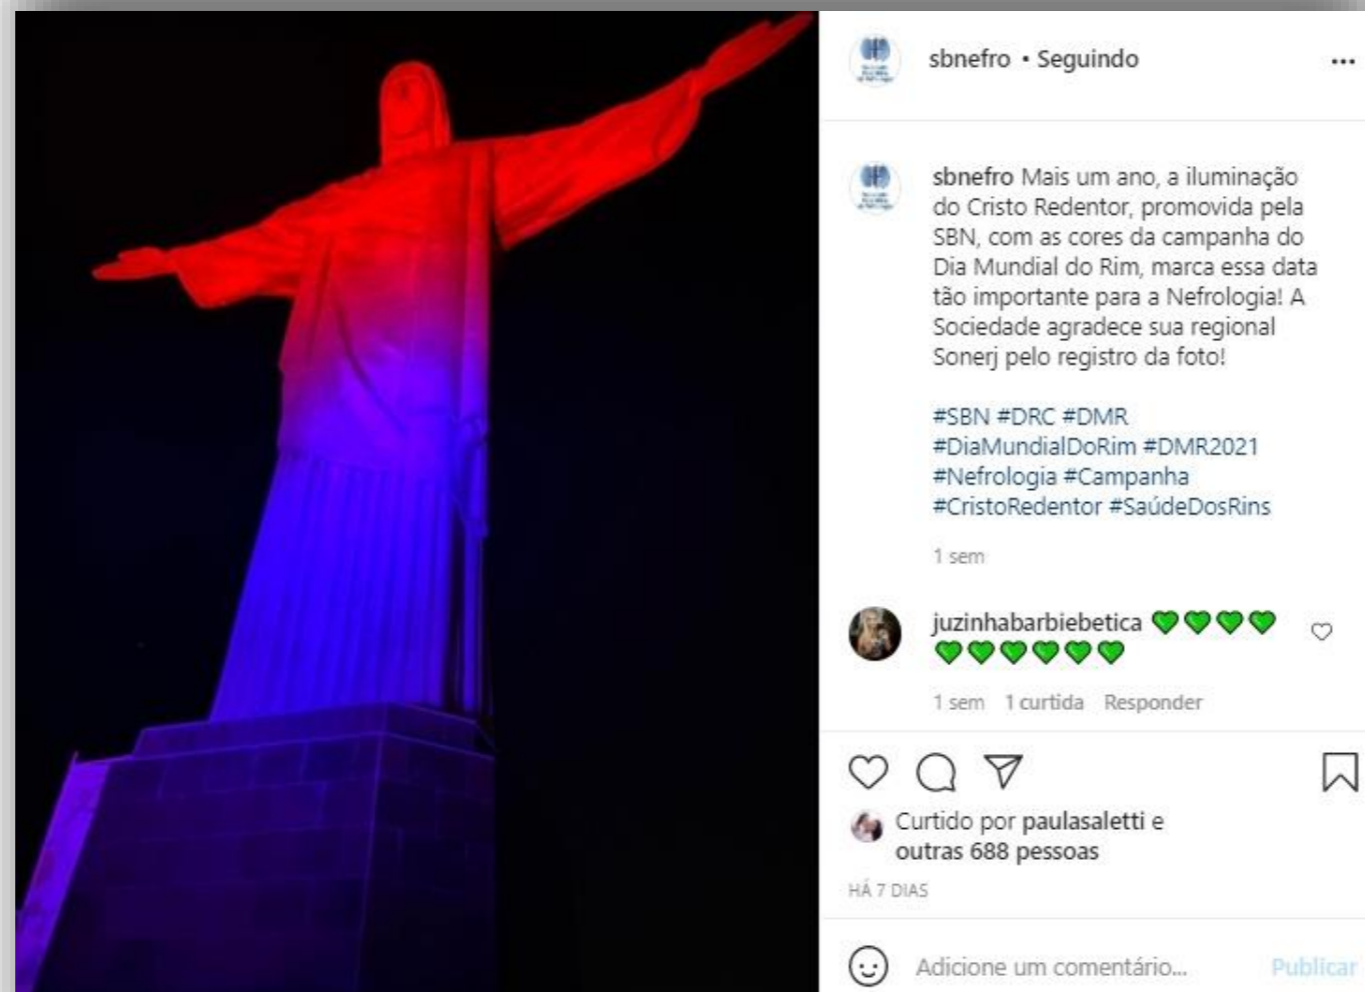 sbnefro • Seguindo
sbnefro Mais um ano, a iluminação
do Cristo Redentor, promovida pela
SBN, com as cores da campanha do
Dia Mundial do Rim, marca essa data
tão importante para a Nefrologia! A
Sociedade agradece sua regional
Sonerj pelo registro da foto!
#SBN #DRC #DMR
#DiaMundialDoRim #DMR2021
#Nefrologia #Campanha
#CristoRedentor #SaúdeDosRins
1 sem
juzinhabarbiebetica 💚💚💚💚
💚💚💚💚💚💚
1 sem 1 curtida Responder
Curtido por paulasaletti e
outras 688 pessoas
HÁ 7 DIAS
Adicione um comentário... Publicar